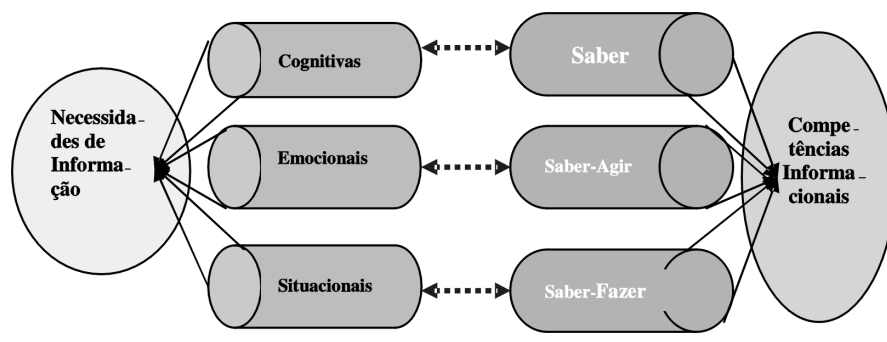 Necessida-
des de
Informa-
ção
Cognitivas
Emocionais
Situacionais
Saber
Saber-Agir
Saber-Fazer
Compe-
tências
Informa-
cionais